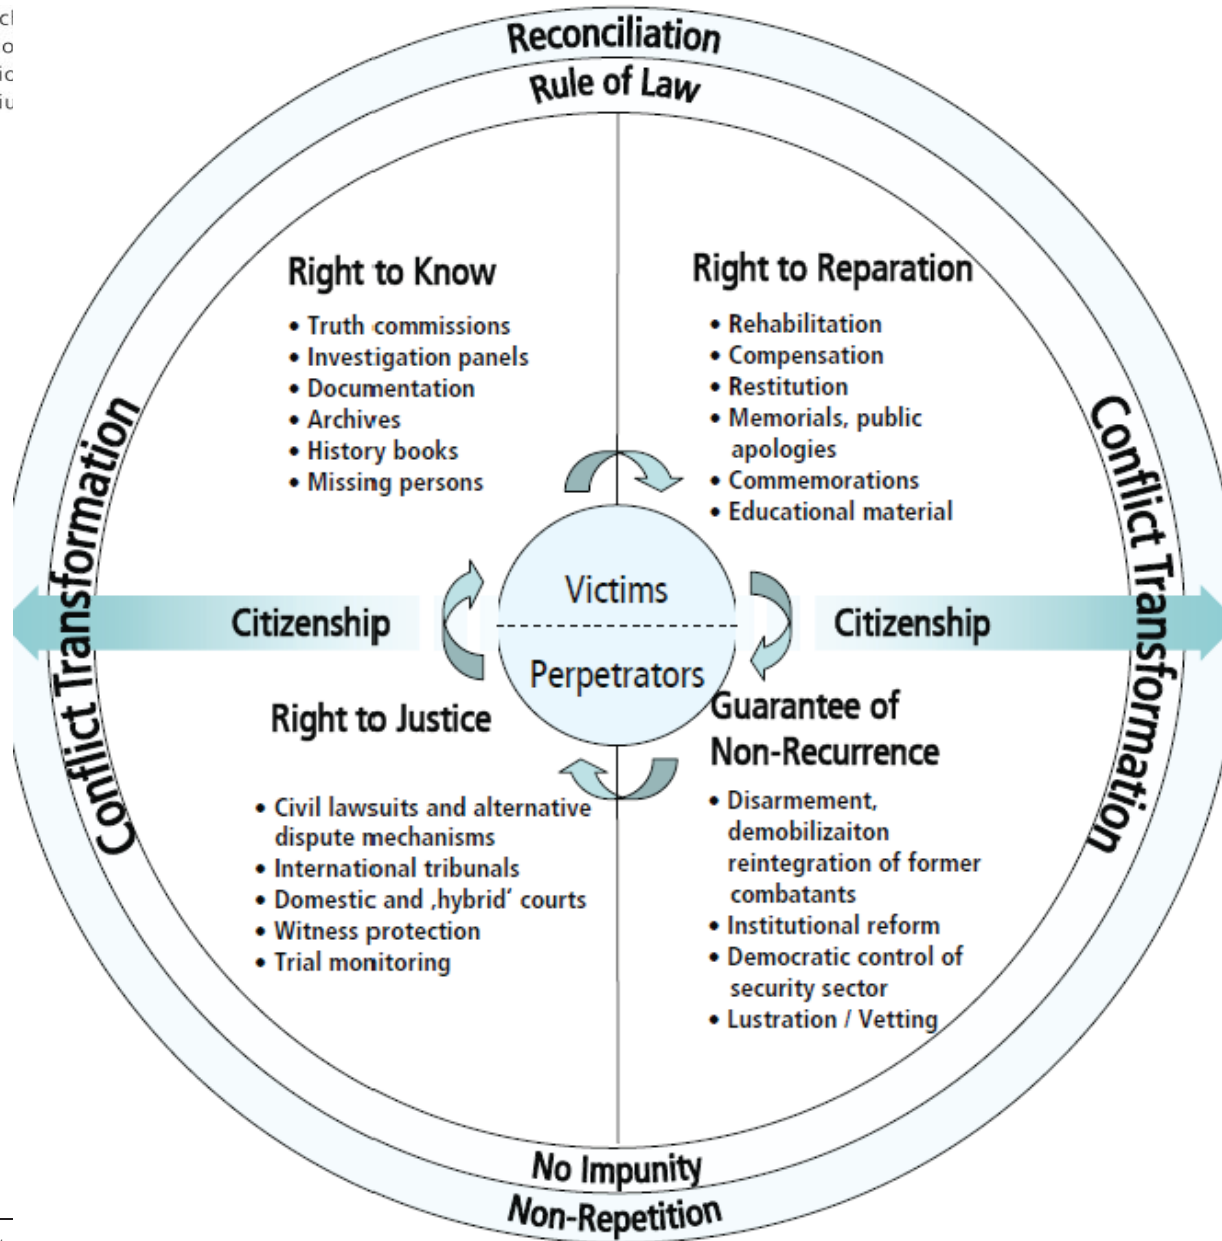 Reconciliation
Rule of Law
Right to Know
• Truth commissions
• Investigation panels
• Documentation
• Archives
• History books
• Missing persons
Right to Reparation
• Rehabilitation
• Compensation
• Restitution
• Memorials, public
apologies
• Commemorations
• Educational material
Conflict Transformation
Conflict Transformation
Citizenship
Victims
Perpetrators
Citizenship
Right to Justice
• Civil lawsuits and alternative
dispute mechanisms
• International tribunals
• Domestic and ‚hybrid‘ courts
• Witness protection
• Trial monitoring
Guarantee of
Non-Recurrence
• Disarmement,
demobilizaiton
reintegration of former
combatants
• Institutional reform
• Democratic control of
security sector
• Lustration / Vetting
No Impunity
Non-Repetition